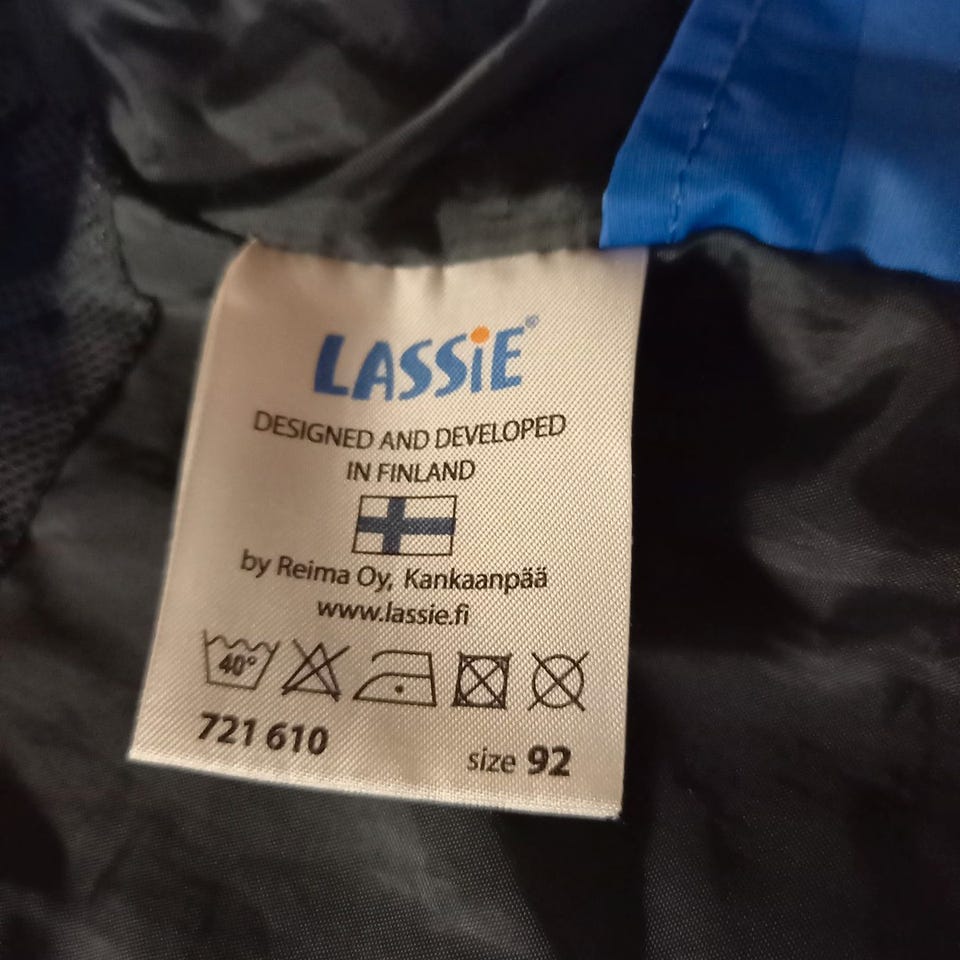 LASSiE®
DESIGNED AND DEVELOPED
IN FINLAND
by Reima Oy, Kankaanpää
www.lassie.fi
40°
721 610
size 92